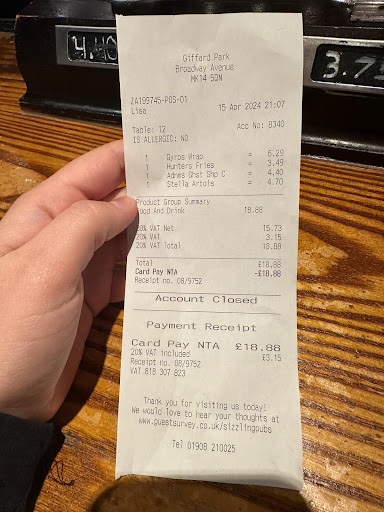 4.40
3.7
Giffard Park
Broadway Avenue
MK14 5QN
ZA199745-POS-01
Lisa 15 Apr 2024 21:07
Table: 12 Acc No: 8340
IS ALLERGIC: NO
1 Gyros Wrap = 6.29
1 Hunters Fries = 3.49
1 Adnms Ghst Shp C = 4.40
1 Stella Artois = 4.70
Product Group Summary
Food And Drink 18.88
20% VAT Net 15.73
20% VAT 3.15
20% VAT Total 18.88
Total £18.88
Card Pay NTA -£18.88
Receipt no. 08/9752
Account Closed
Payment Receipt
Card Pay NTA £18.88
20% VAT included £3.15
Receipt no. 08/9752
VAT 818 307 823
Thank you for visiting us today!
We would love to hear your thoughts at
www.guestsurvey.co.uk/sizzlingpubs
Tel 01908 210025